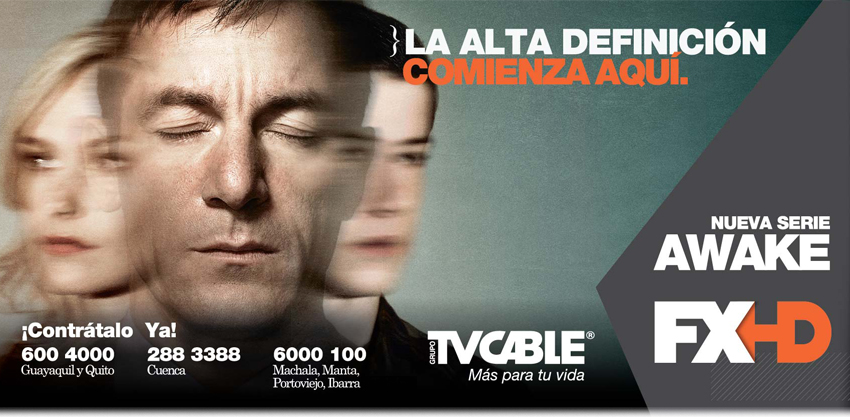 }LA ALTA DEFINICIÓN
COMIENZA AQUÍ.
NUEVA SERIE
AWAKE
FXHD
¡Contrátalo Ya!
600 4000
Guayaquil y Quito
288 3388
Cuenca
6000 100
Machala, Manta,
Portoviejo, Ibarra
GRUPO
TVCABLE®
Más para tu vida